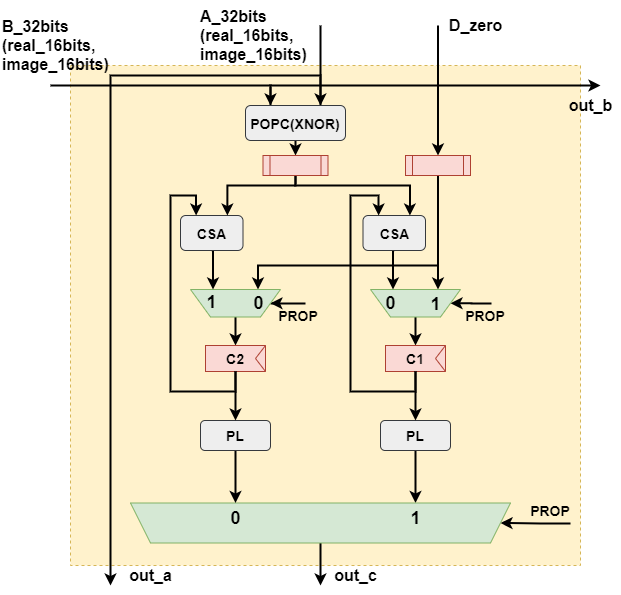 B_32bits
(real_16bits,
image_16bits)
A_32bits
(real_16bits,
image_16bits)
D_zero
out_b
POPC(XNOR)
CSA
CSA
1 0
PROP
0 1
PROP
C2
C1
PL
PL
0
1
PROP
out_a
out_c